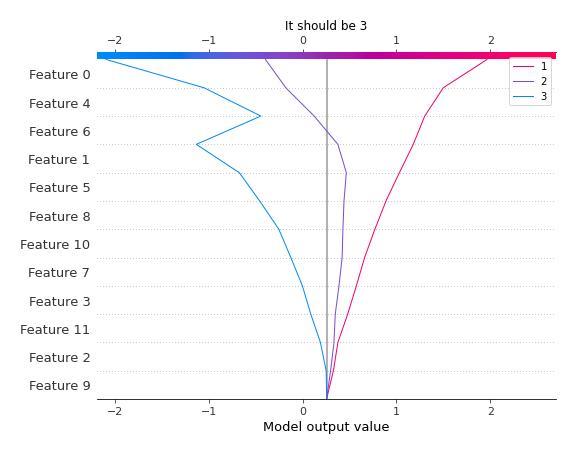 It should be 3
−2 −1 0 1 2
1
2
3
Feature 0
Feature 4
Feature 6
Feature 1
Feature 5
Feature 8
Feature 10
Feature 7
Feature 3
Feature 11
Feature 2
Feature 9
−2 −1 0 1 2
Model output value